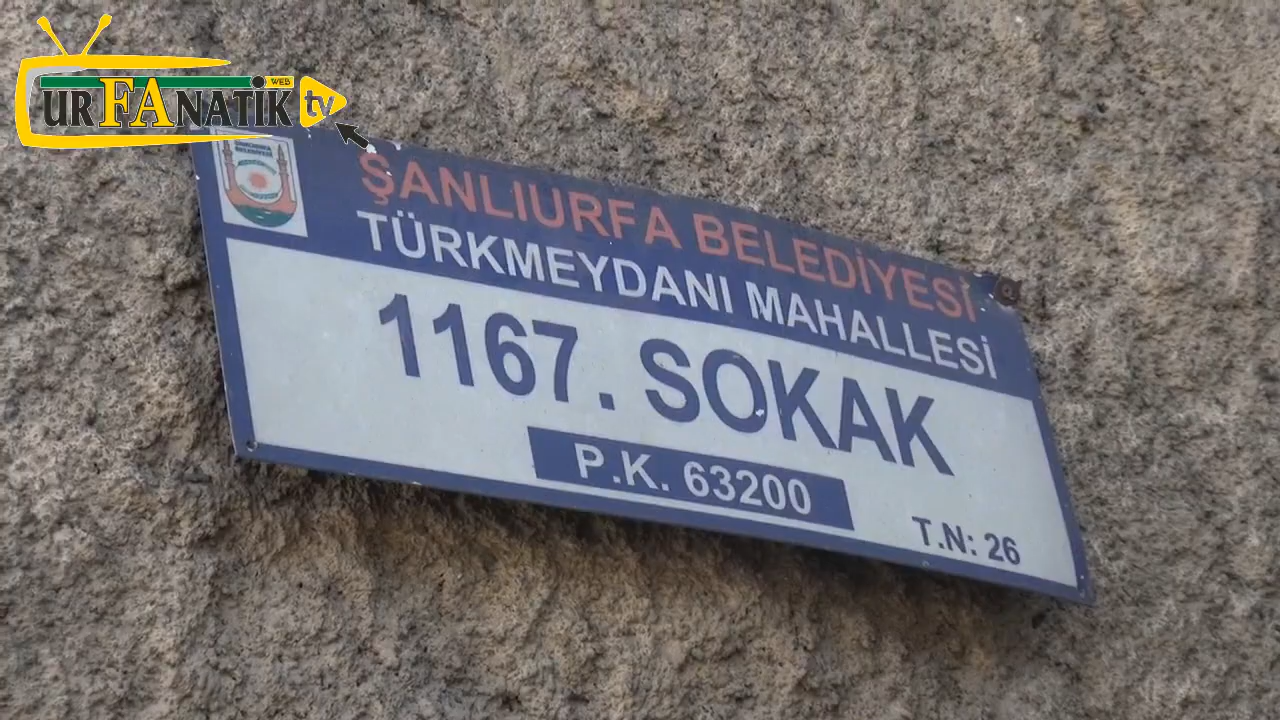 WEB
URFANATİK tv
ŞANLIURFA BELEDİYESİ
TÜRKMEYDANI MAHALLESİ
1167. SOKAK
P.K. 63200
T.N: 26